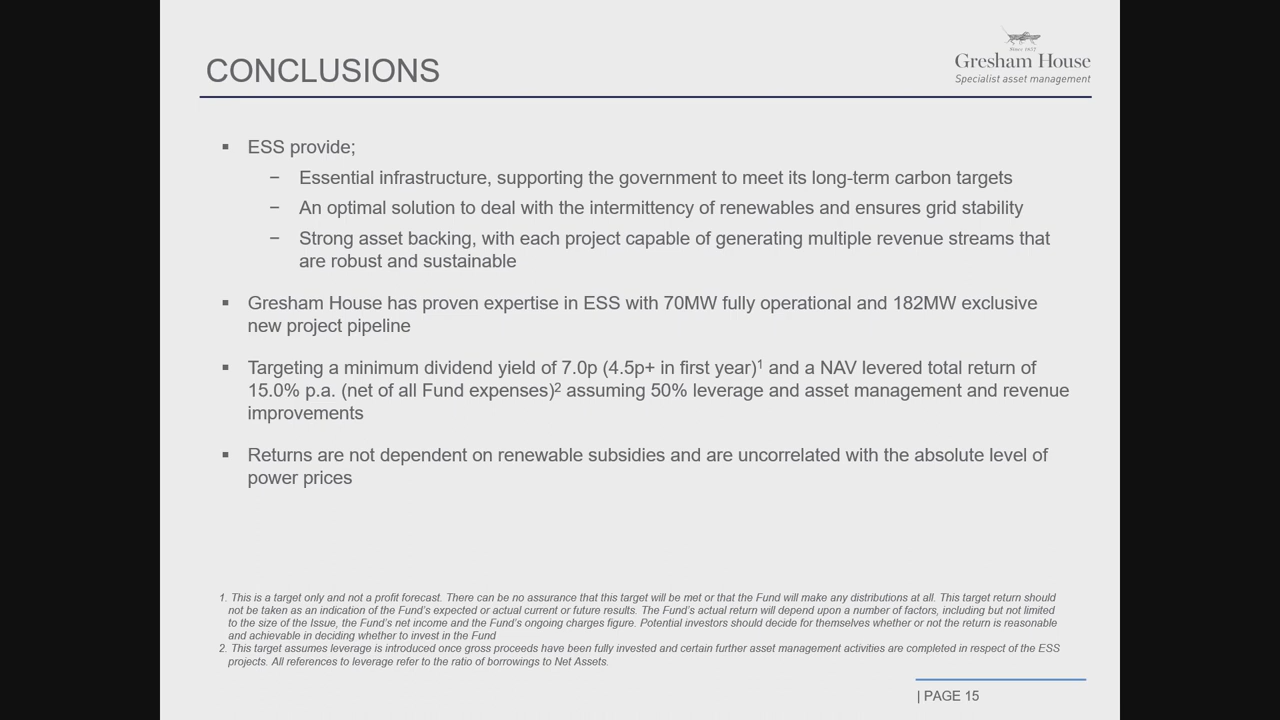 CONCLUSIONS
Since 1857
Gresham House
Specialist asset management
▪ ESS provide;
− Essential infrastructure, supporting the government to meet its long-term carbon targets
− An optimal solution to deal with the intermittency of renewables and ensures grid stability
− Strong asset backing, with each project capable of generating multiple revenue streams that
are robust and sustainable
▪ Gresham House has proven expertise in ESS with 70MW fully operational and 182MW exclusive
new project pipeline
▪ Targeting a minimum dividend yield of 7.0p (4.5p+ in first year)¹ and a NAV levered total return of
15.0% p.a. (net of all Fund expenses)² assuming 50% leverage and asset management and revenue
improvements
▪ Returns are not dependent on renewable subsidies and are uncorrelated with the absolute level of
power prices
1. This is a target only and not a profit forecast. There can be no assurance that this target will be met or that the Fund will make any distributions at all. This target return should
not be taken as an indication of the Fund's expected or actual current or future results. The Fund's actual return will depend upon a number of factors, including but not limited
to the size of the Issue, the Fund's net income and the Fund's ongoing charges figure. Potential investors should decide for themselves whether or not the return is reasonable
and achievable in deciding whether to invest in the Fund
2. This target assumes leverage is introduced once gross proceeds have been fully invested and certain further asset management activities are completed in respect of the ESS
projects. All references to leverage refer to the ratio of borrowings to Net Assets.
| PAGE 15